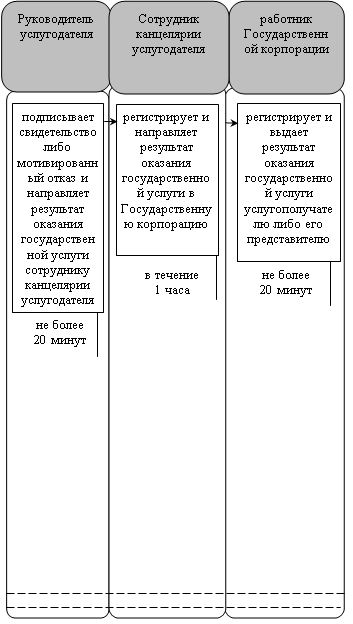 Руководитель
услугодателя
Сотрудник
канцелярии
услугодателя
работник
Государственн
ой корпорации
подписывает
свидетельство
либо
мотивированн
ый отказ и
направляет
результат
оказания
государствен
ной услуги
сотруднику
канцелярии
услугодателя
не более
20 минут
регистрирует и
направляет
результат
оказания
государственно
й услуги в
Государственну
ю корпорацию
в течение
1 часа
регистрирует и
выдает
результат
оказания
государственно
й услуги
услугополучате
лю либо его
представителю
не более
20 минут